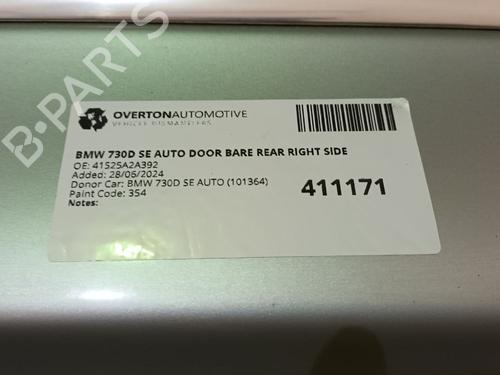 B-PARTS
OVERTONAUTOMOTIVE
VEHICLE DISMANTLERS
BMW 730D SE AUTO DOOR BARE REAR RIGHT SIDE
OE: 41525A2A392
Added: 28/06/2024
Donor Car: BMW 730D SE AUTO (101364)
Paint Code: 354
Notes:
411171